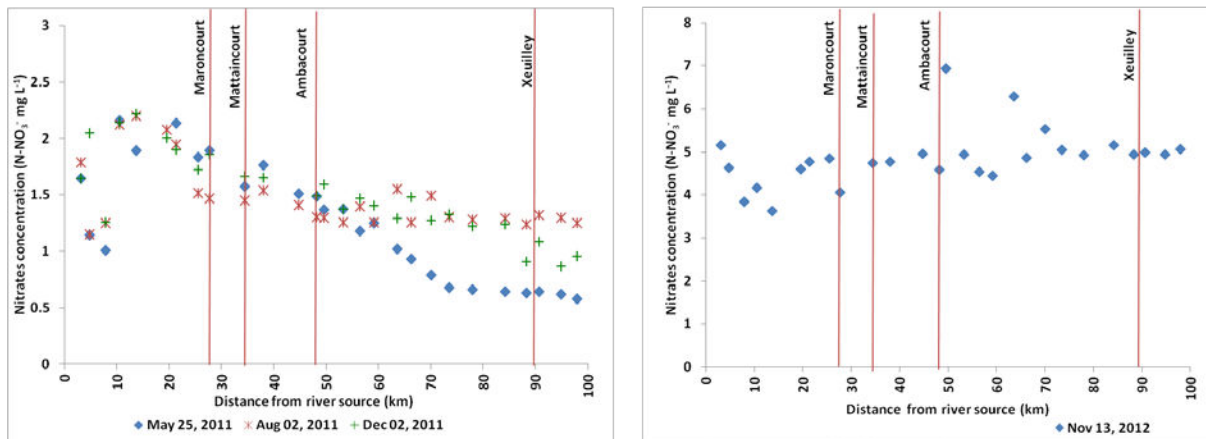 Nitrates concentration (N-NO₃⁻ mg L⁻¹)
3
2.5
2
1.5
1
0.5
0
Maroncourt
Mattaincourt
Ambacourt
Xeuilley
0 10 20 30 40 50 60 70 80 90 100
Distance from river source (km)
May 25, 2011 Aug 02, 2011 Dec 02, 2011
Nitrates concentration (N-NO₃⁻ mg L⁻¹)
8
7
6
5
4
3
2
1
0
Maroncourt
Mattaincourt
Ambacourt
Xeuilley
0 10 20 30 40 50 60 70 80 90 100
Distance from river source (km)
Nov 13, 2012